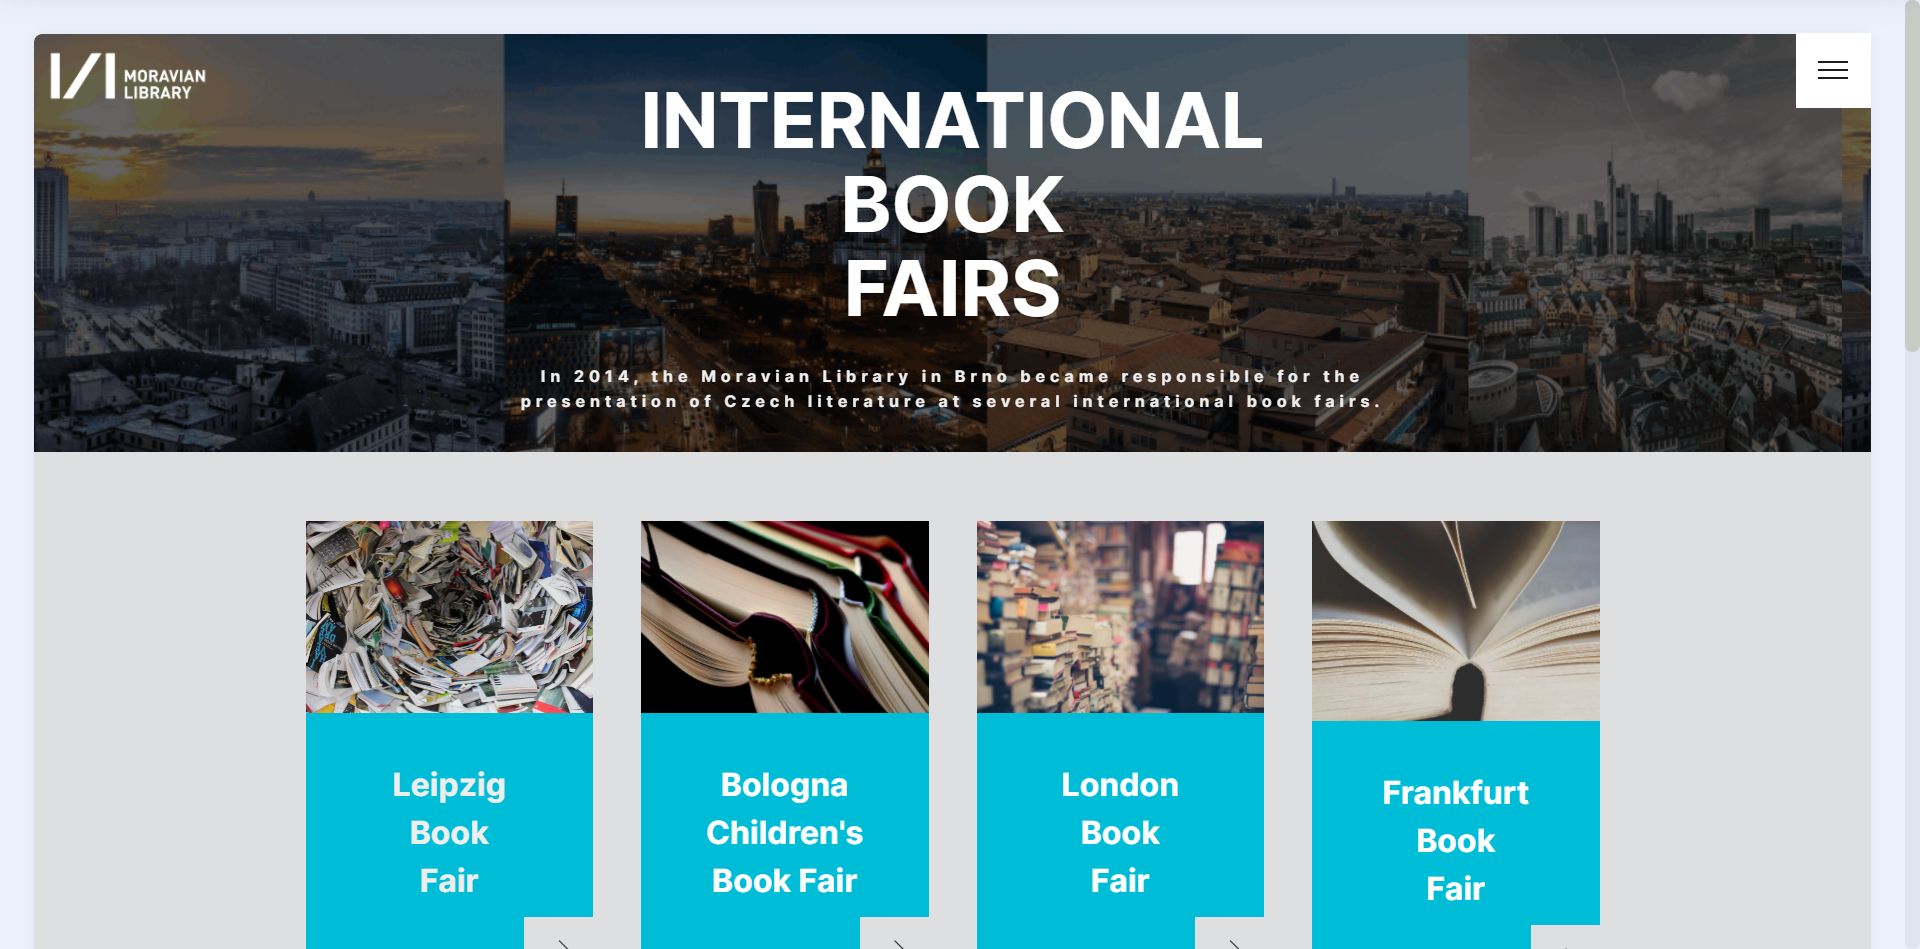 MORAVIAN
LIBRARY
INTERNATIONAL
BOOK
FAIRS
In 2014, the Moravian Library in Brno became responsible for the
presentation of Czech literature at several international book fairs.
Leipzig
Book
Fair
Bologna
Children's
Book Fair
London
Book
Fair
Frankfurt
Book
Fair